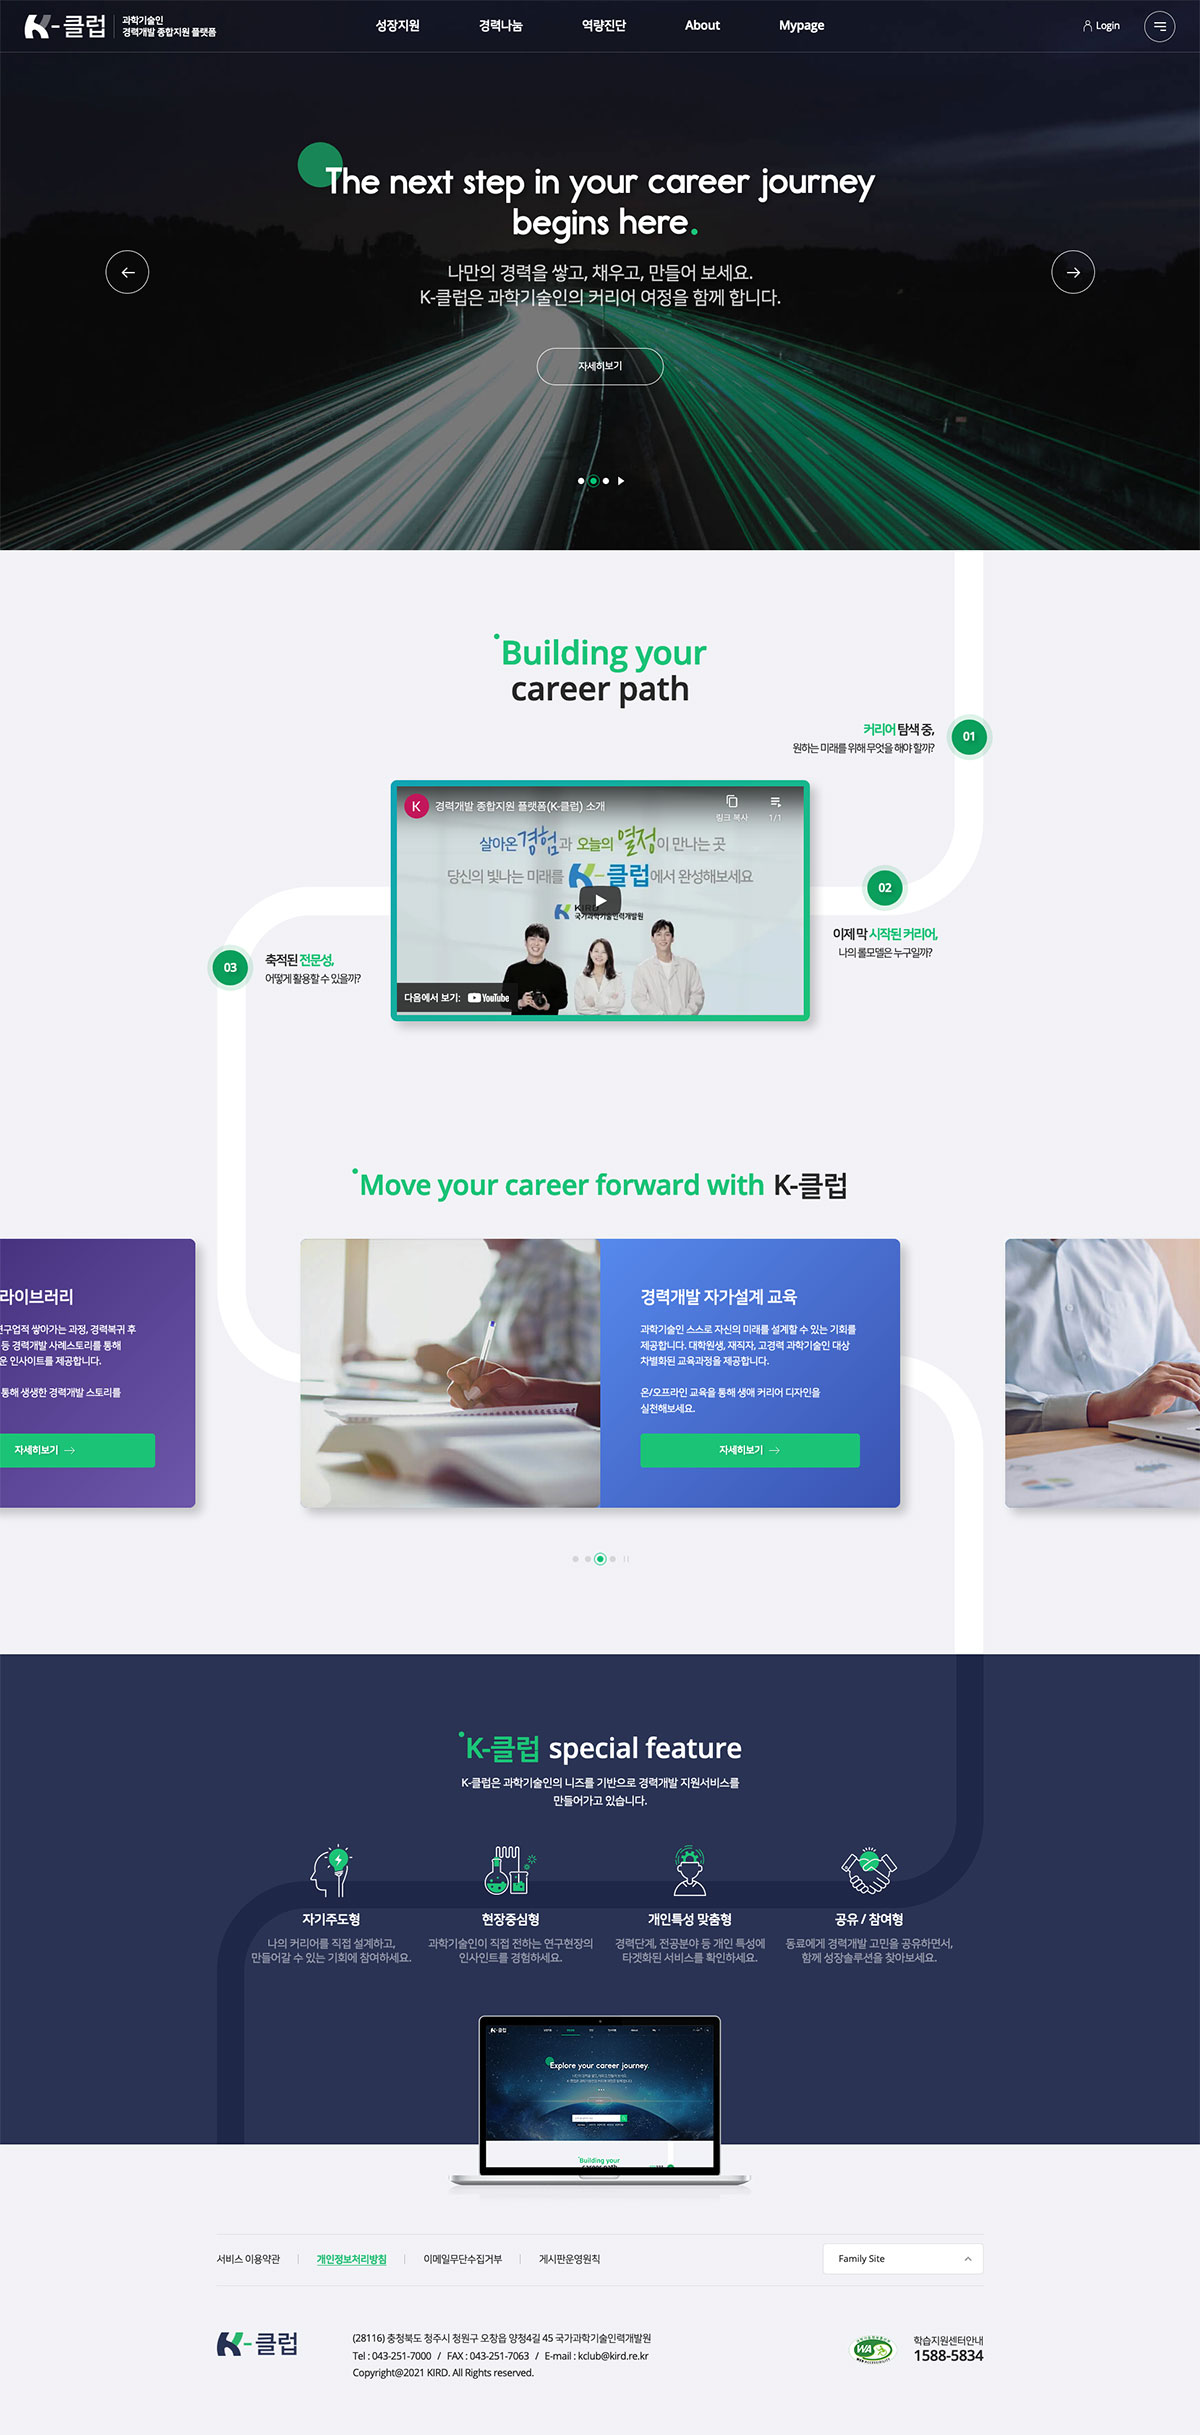 K-클럽
과학기술인
경력개발 종합지원 플랫폼
성장지원
경력나눔
역량진단
About
Mypage
Login
The next step in your career journey
begins here.
나만의 경력을 쌓고, 채우고, 만들어 보세요.
K-클럽은 과학기술인의 커리어 여정을 함께 합니다.
자세히보기
Building your
career path
커리어 탐색 중,
원하는 미래를 위해 무엇을 해야 할까?
01
K 경력개발 종합지원 플랫폼(K-클럽) 소개
링크 복사
1/1
살아온 경험과 오늘의 열정이 만나는 곳
당신의 빛나는 미래를 K-클럽에서 완성해보세요
KIRD
국가과학기술인력개발원
다음에서 보기: YouTube
02
이제 막 시작된 커리어,
나의 롤모델은 누구일까?
03
축적된 전문성,
어떻게 활용할 수 있을까?
Move your career forward with K-클럽
라이브러리
연구업적 쌓아가는 과정, 경력복귀 후
등 경력개발 사례스토리를 통해
운 인사이트를 제공합니다.
통해 생생한 경력개발 스토리를
자세히보기
경력개발 자가설계 교육
과학기술인 스스로 자신의 미래를 설계할 수 있는 기회를
제공합니다. 대학원생, 재직자, 고경력 과학기술인 대상
차별화된 교육과정을 제공합니다.
온/오프라인 교육을 통해 생애 커리어 디자인을
실천해보세요.
자세히보기
K-클럽 special feature
K-클럽은 과학기술인의 니즈를 기반으로 경력개발 지원서비스를
만들어가고 있습니다.
자기주도형
나의 커리어를 직접 설계하고,
만들어갈 수 있는 기회에 참여하세요.
현장중심형
과학기술인이 직접 전하는 연구현장의
인사인트를 경험하세요.
개인특성 맞춤형
경력단계, 전공분야 등 개인 특성에
타겟화된 서비스를 확인하세요.
공유 / 참여형
동료에게 경력개발 고민을 공유하면서,
함께 성장솔루션을 찾아보세요.
K-클럽
Explore your career journey.
Building your
career path
서비스 이용약관
개인정보처리방침
이메일무단수집거부
게시판운영원칙
Family Site
K-클럽
(28116) 충청북도 청주시 청원구 오창읍 양청4길 45 국가과학기술인력개발원
Tel : 043-251-7000 / FAX : 043-251-7063 / E-mail : kclub@kird.re.kr
Copyright@2021 KIRD. All Rights reserved.
WA
학습지원센터안내
1588-5834